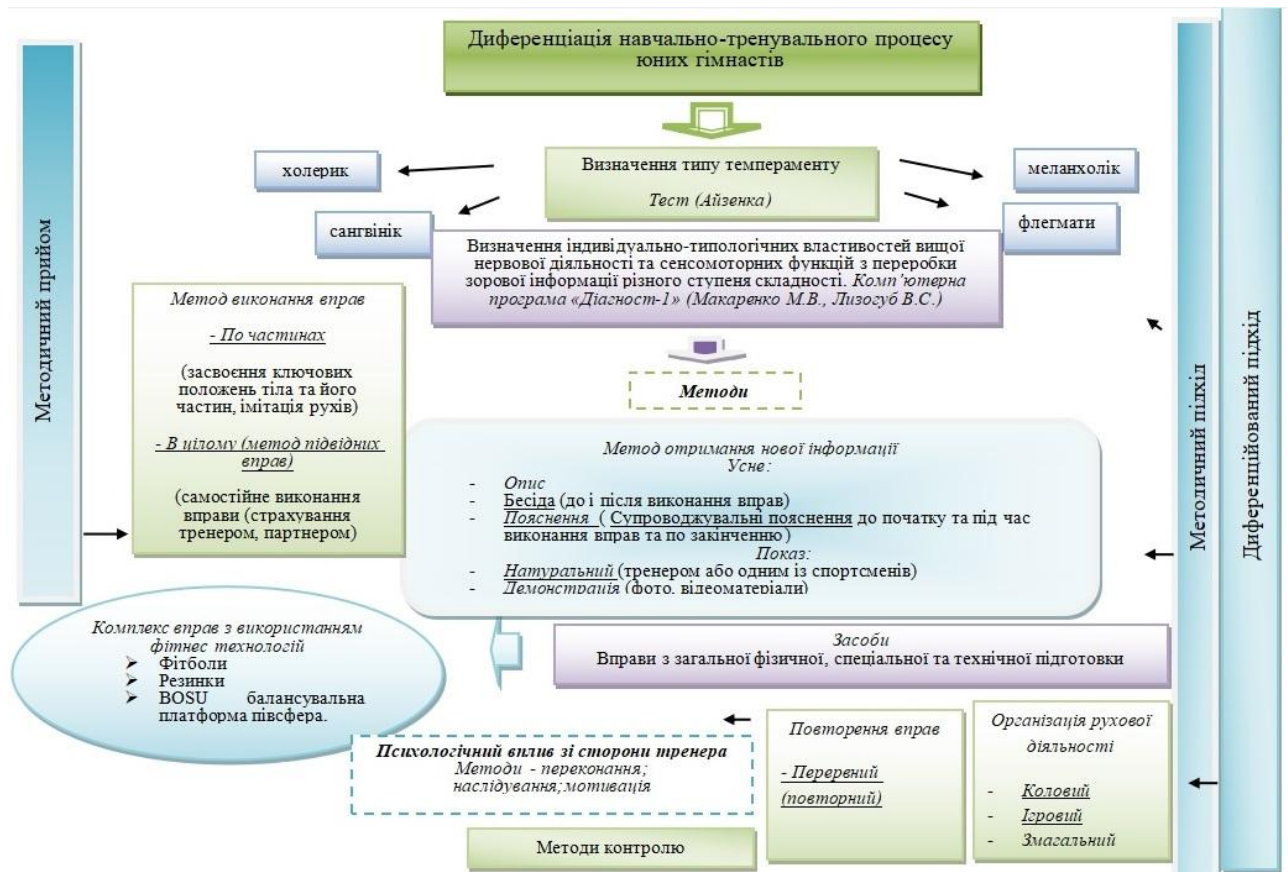 Диференціація навчально-тренувального процесу
юних гімнастів
Визначення типу темпераменту
Тест (Айзенка)
холерик
меланхолік
сангвінік
флегмати
Визначення індивідуально-типологічних властивостей вищої
нервової діяльності та сенсомоторних функцій з переробки
зорової інформації різного ступеня складності. Комп’ютерна
програма «Діагност-1» (Макаренко М.В., Лизогуб В.С.)
Методичний прийом
Метод виконання вправ
- По частинах
(засвоєння ключових
положень тіла та його
частин, імітація рухів)
- В цілому (метод підвідних
вправ)
(самостійне виконання
вправи (страхування
тренером, партнером)
Методи
Метод отримання нової інформації
Усне:
- Опис
- Бесіда (до і після виконання вправ)
- Пояснення ( Супроводжувальні пояснення до початку та під час
виконання вправ та по закінченню )
Показ:
- Натуральний (тренером або одним із спортсменів)
- Демонстрація (фото, відеоматеріали)
Методичний підхід
Диференційований підхід
Комплекс вправ з використанням
фітнес технологій
➢ Фітболи
➢ Резинки
➢ BOSU балансувальна
платформа півсфера.
Засоби
Вправи з загальної фізичної, спеціальної та технічної підготовки
Психологічний вплив зі сторони тренера
Методи - переконання;
наслідування; мотивація
Повторення вправ
- Перервний
(повторний)
Організація рухової
діяльності
- Коловий
- Ігровий
- Змагальний
Методи контролю